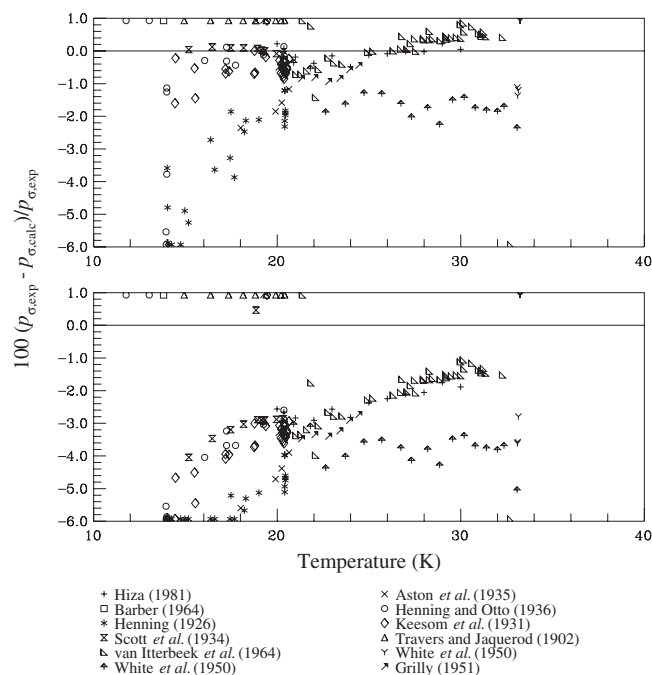 1.0
0.0
-1.0
-2.0
-3.0
-4.0
-5.0
-6.0
10 20 30 40
1.0
0.0
-1.0
-2.0
-3.0
-4.0
-5.0
-6.0
10 20 30 40
100 (pσ,exp - pσ,calc)/pσ,exp
Temperature (K)
Hiza (1981)
Barber (1964)
Henning (1926)
Scott et al. (1934)
van Itterbeek et al. (1964)
White et al. (1950)
Aston et al. (1935)
Henning and Otto (1936)
Keesom et al. (1931)
Travers and Jaquerod (1902)
White et al. (1950)
Grilly (1951)